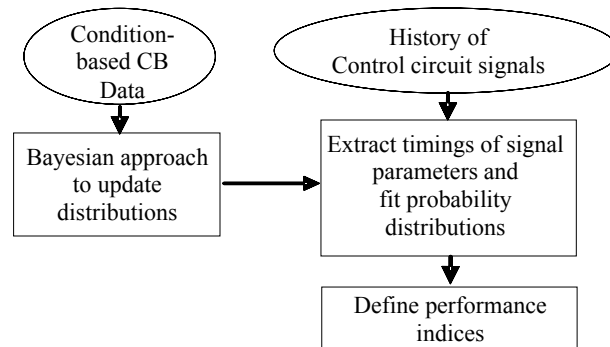 Condition-
based CB
Data
History of
Control circuit signals
Bayesian approach
to update
distributions
Extract timings of signal
parameters and
fit probability
distributions
Define performance
indices